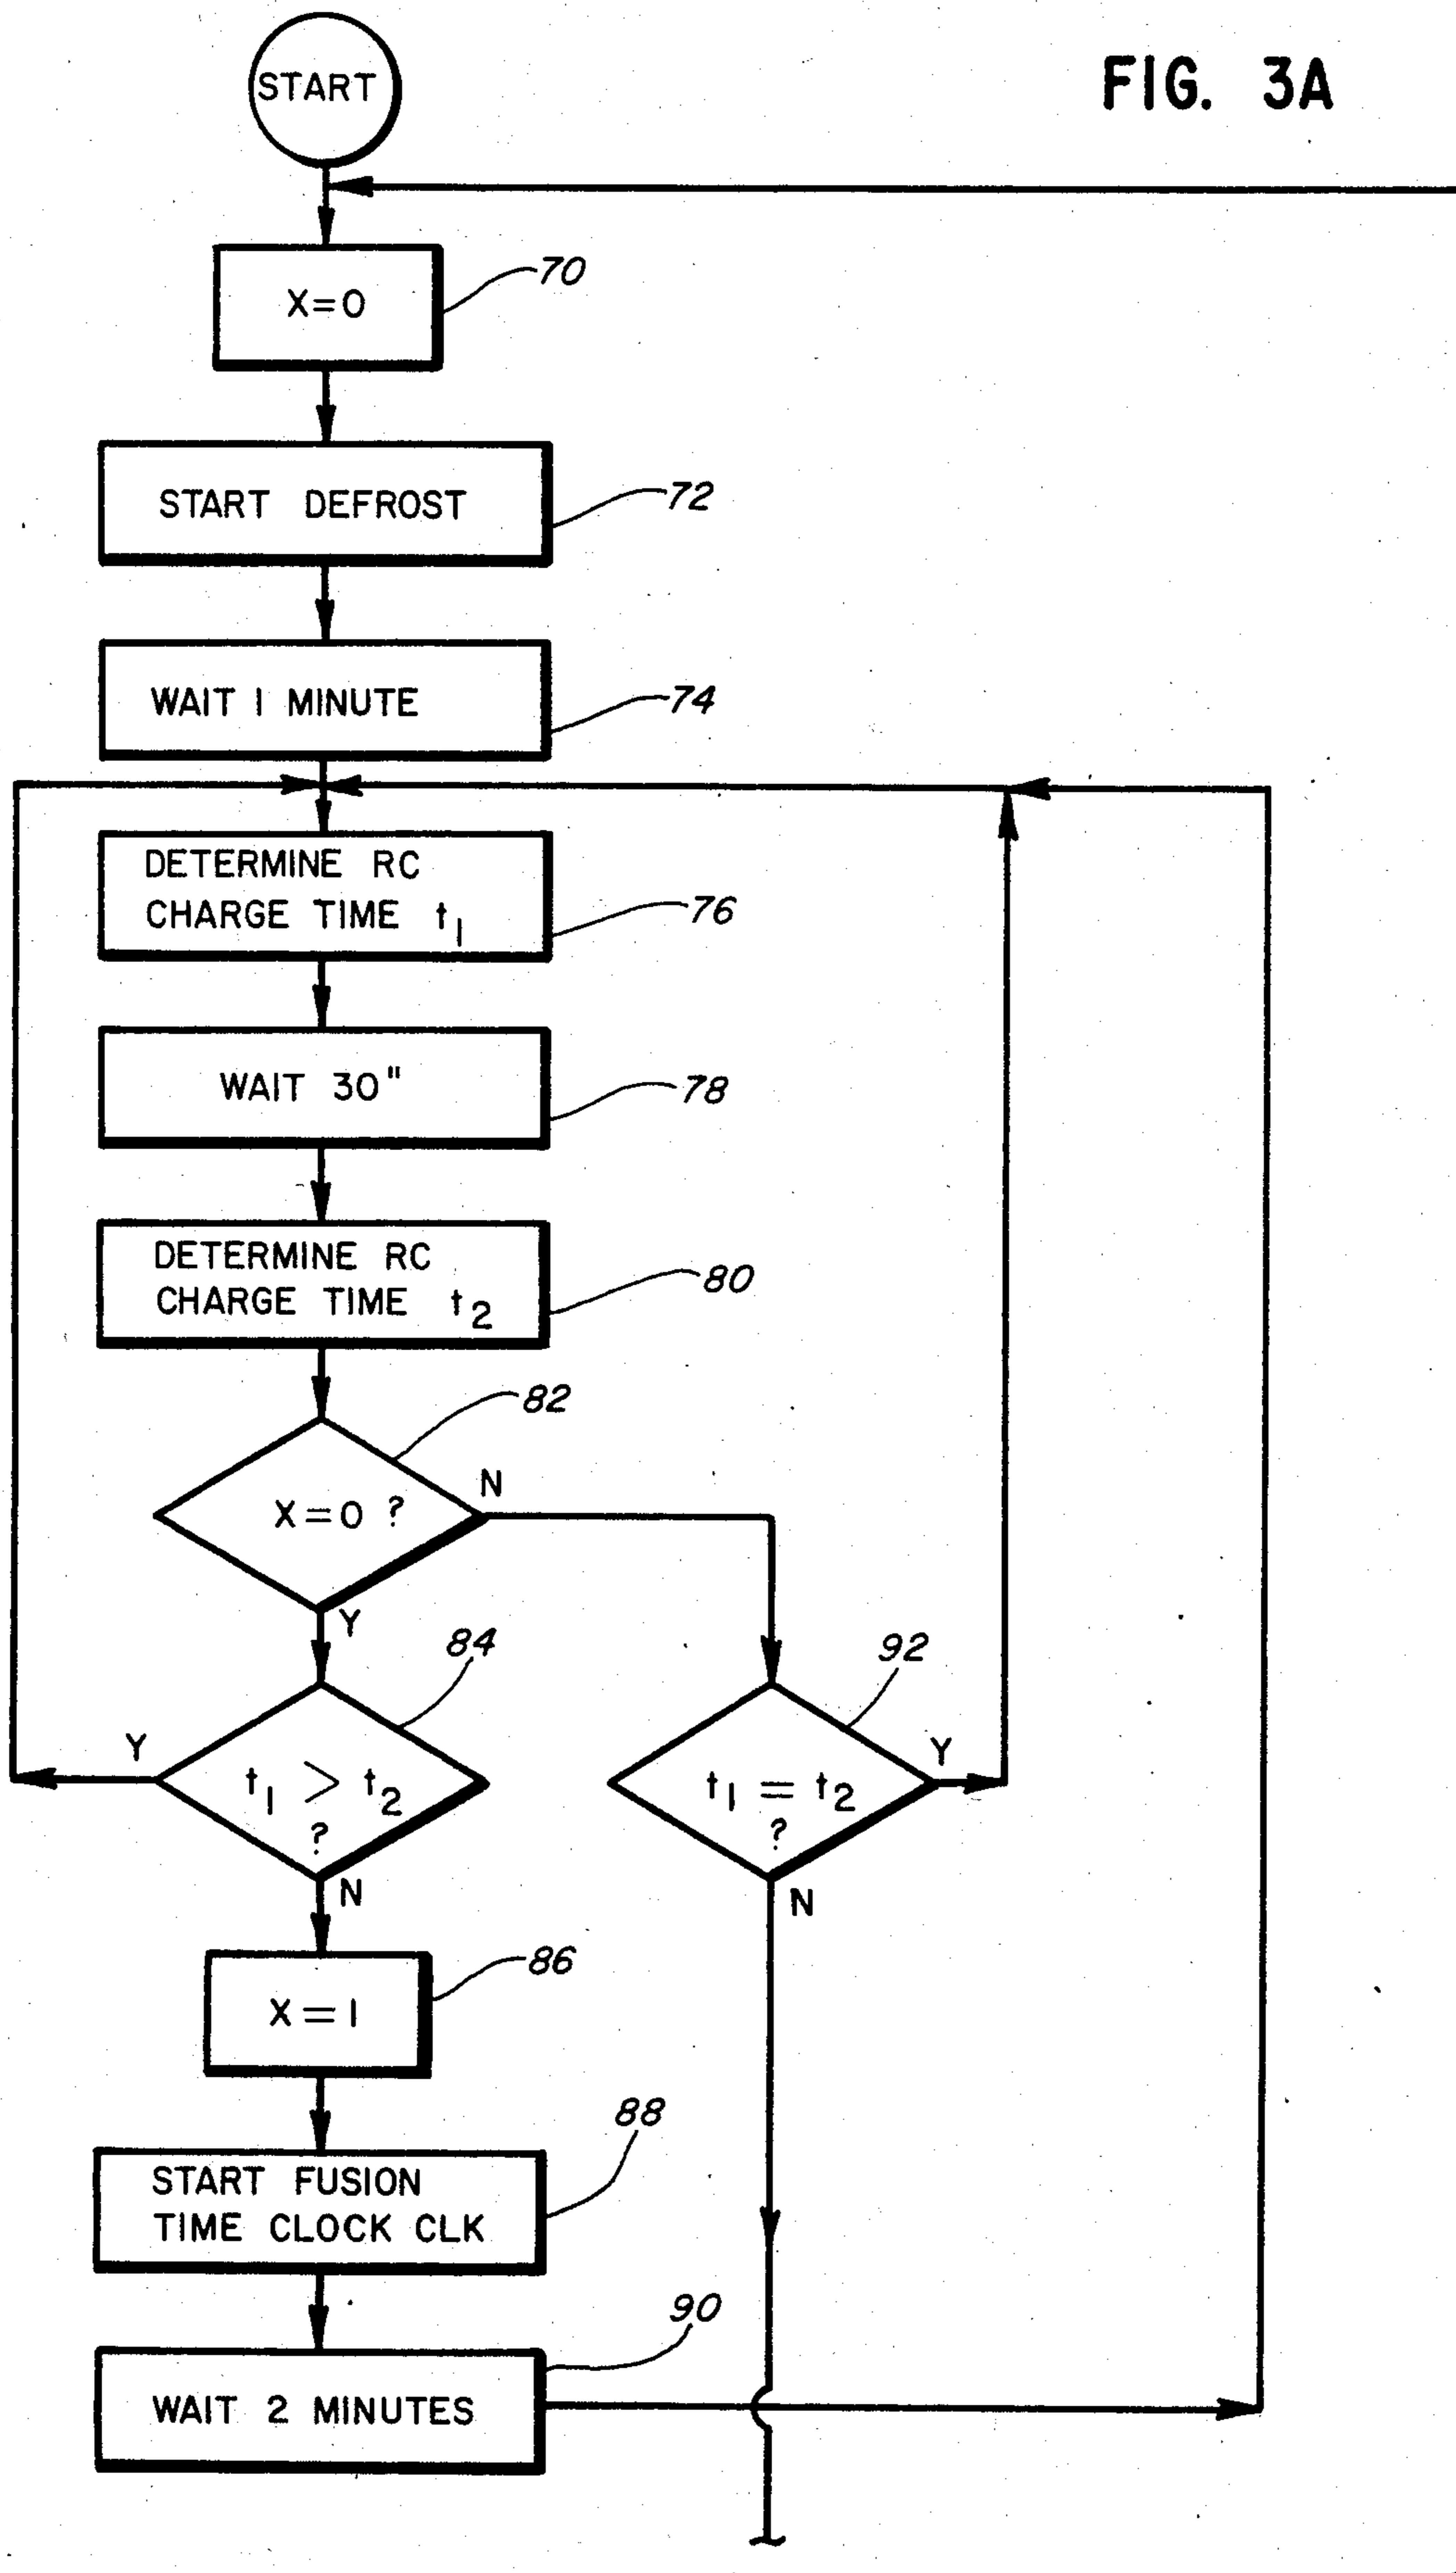 FIG. 3A
START
X=0
70
START DEFROST
72
WAIT 1 MINUTE
74
DETERMINE RC
CHARGE TIME t1
76
WAIT 30"
78
DETERMINE RC
CHARGE TIME t2
80
82
X=0 ?
N
Y
84
92
Y
t1 > t2
?
Y
t1 = t2
?
N
N
86
X=1
88
START FUSION
TIME CLOCK CLK
90
WAIT 2 MINUTES